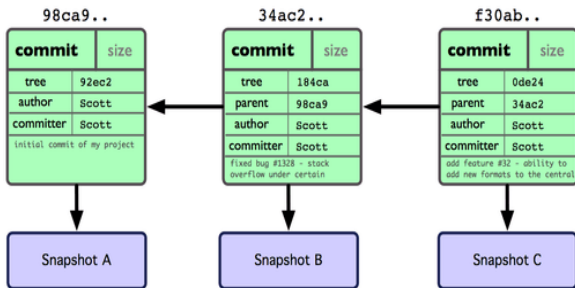 98ca9..
commit size
tree 92ec2
author Scott
committer Scott
initial commit of my project
Snapshot A
34ac2..
commit size
tree 184ca
parent 98ca9
author Scott
committer Scott
fixed bug #1328 - stack
overflow under certain
Snapshot B
f30ab..
commit size
tree 0de24
parent 34ac2
author Scott
committer Scott
add feature #32 - ability to
add new formats to the central
Snapshot C